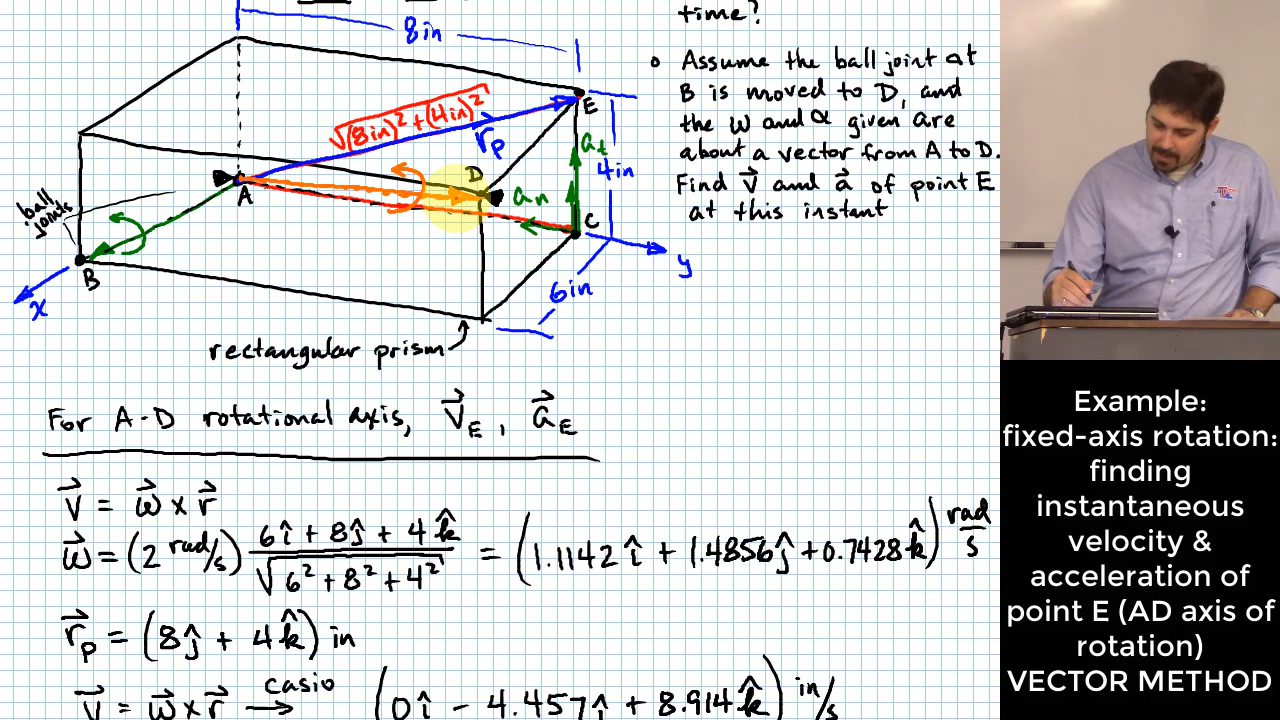 8in
time?
• Assume the ball joint at
B is moved to D, and
the ω and α given are
about a vector from A to D.
Find v⃗ and a⃗ of point E
at this instant
√(8in)²+(4in)²
r⃗p
E
at
4in
D
an
A
C
ball
joints
B
x
y
6in
rectangular prism
For A-D rotational axis, v⃗E, a⃗E
v⃗ = ω⃗ x r⃗
ω⃗ = (2 rad/s) 6î + 8ĵ + 4k̂ / √6² + 8² + 4² = (1.1142î + 1.4856ĵ + 0.7428k̂) rad/s
r⃗p = (8ĵ + 4k̂) in
v⃗ = ω⃗ x r⃗ casio → (0î - 4.457ĵ + 8.914k̂) in/s
Example:
fixed-axis rotation:
finding
instantaneous
velocity &
acceleration of
point E (AD axis of
rotation)
VECTOR METHOD